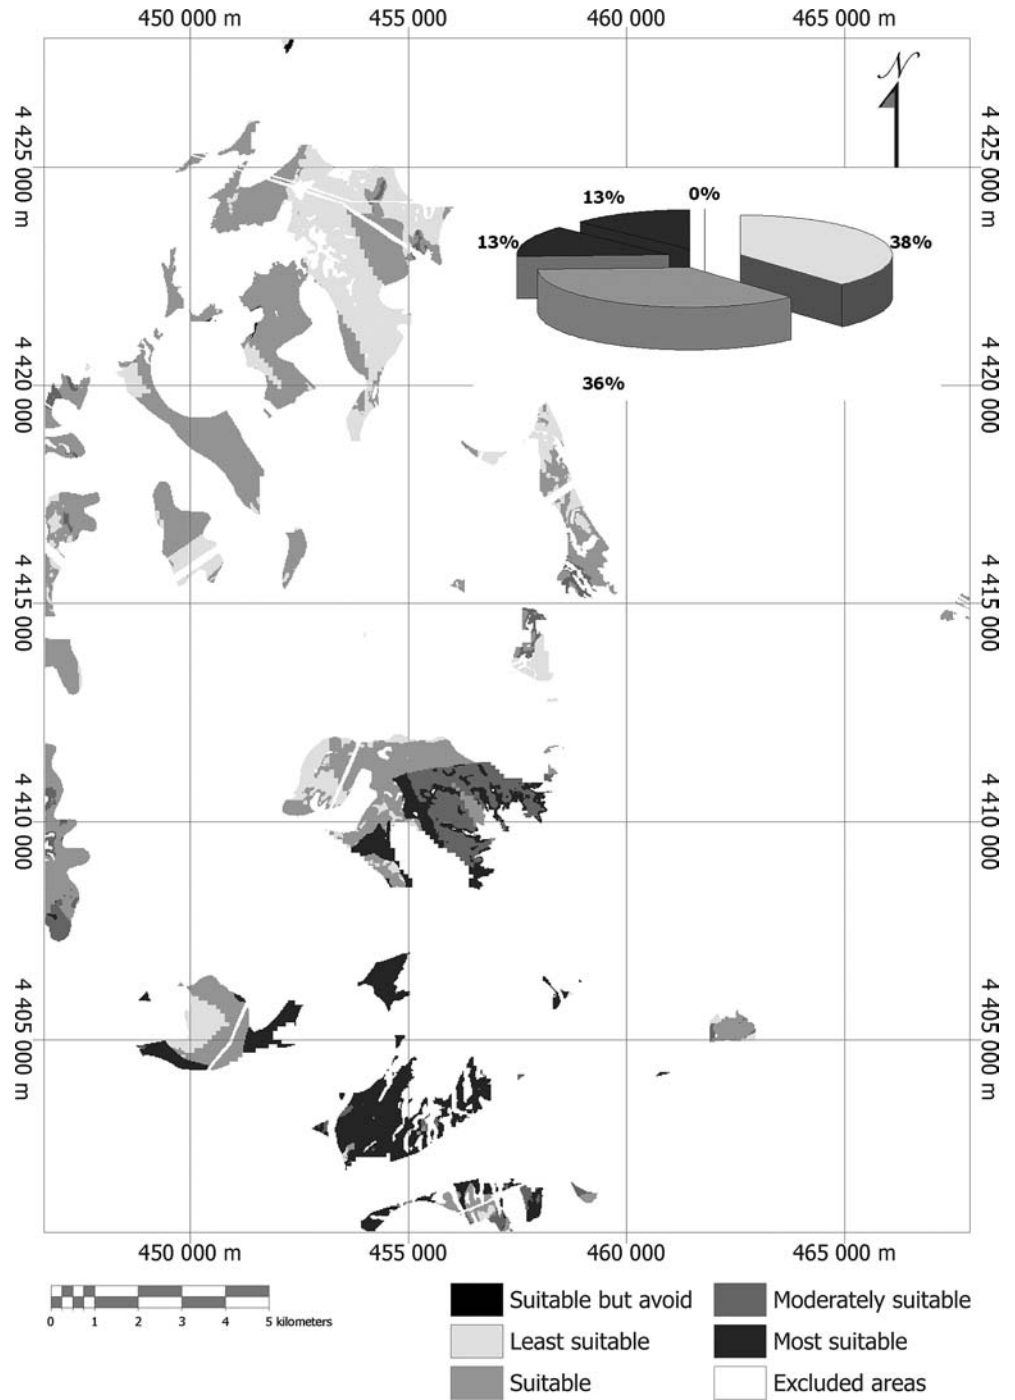 450 000 m 455 000 460 000 465 000 m
N
4 425 000 m
4 425 000 m
13% 0%
13% 38%
36%
4 420 000
4 420 000
4 415 000
4 415 000
4 410 000
4 410 000
4 405 000 m
4 405 000 m
450 000 m 455 000 460 000 465 000 m
0 1 2 3 4 5 kilometers
Suitable but avoid Moderately suitable
Least suitable Most suitable
Suitable Excluded areas